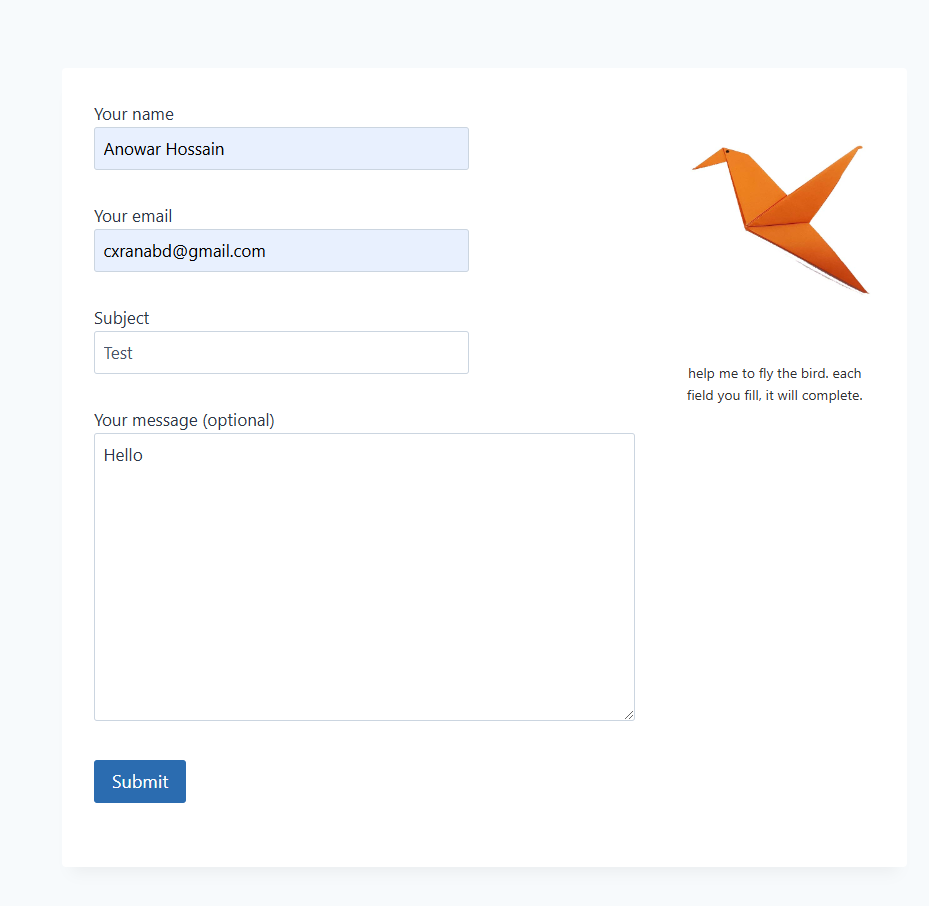 Your name
Anowar Hossain
Your email
cxranabd@gmail.com
Subject
Test
Your message (optional)
Hello
Submit
help me to fly the bird. each
field you fill, it will complete.